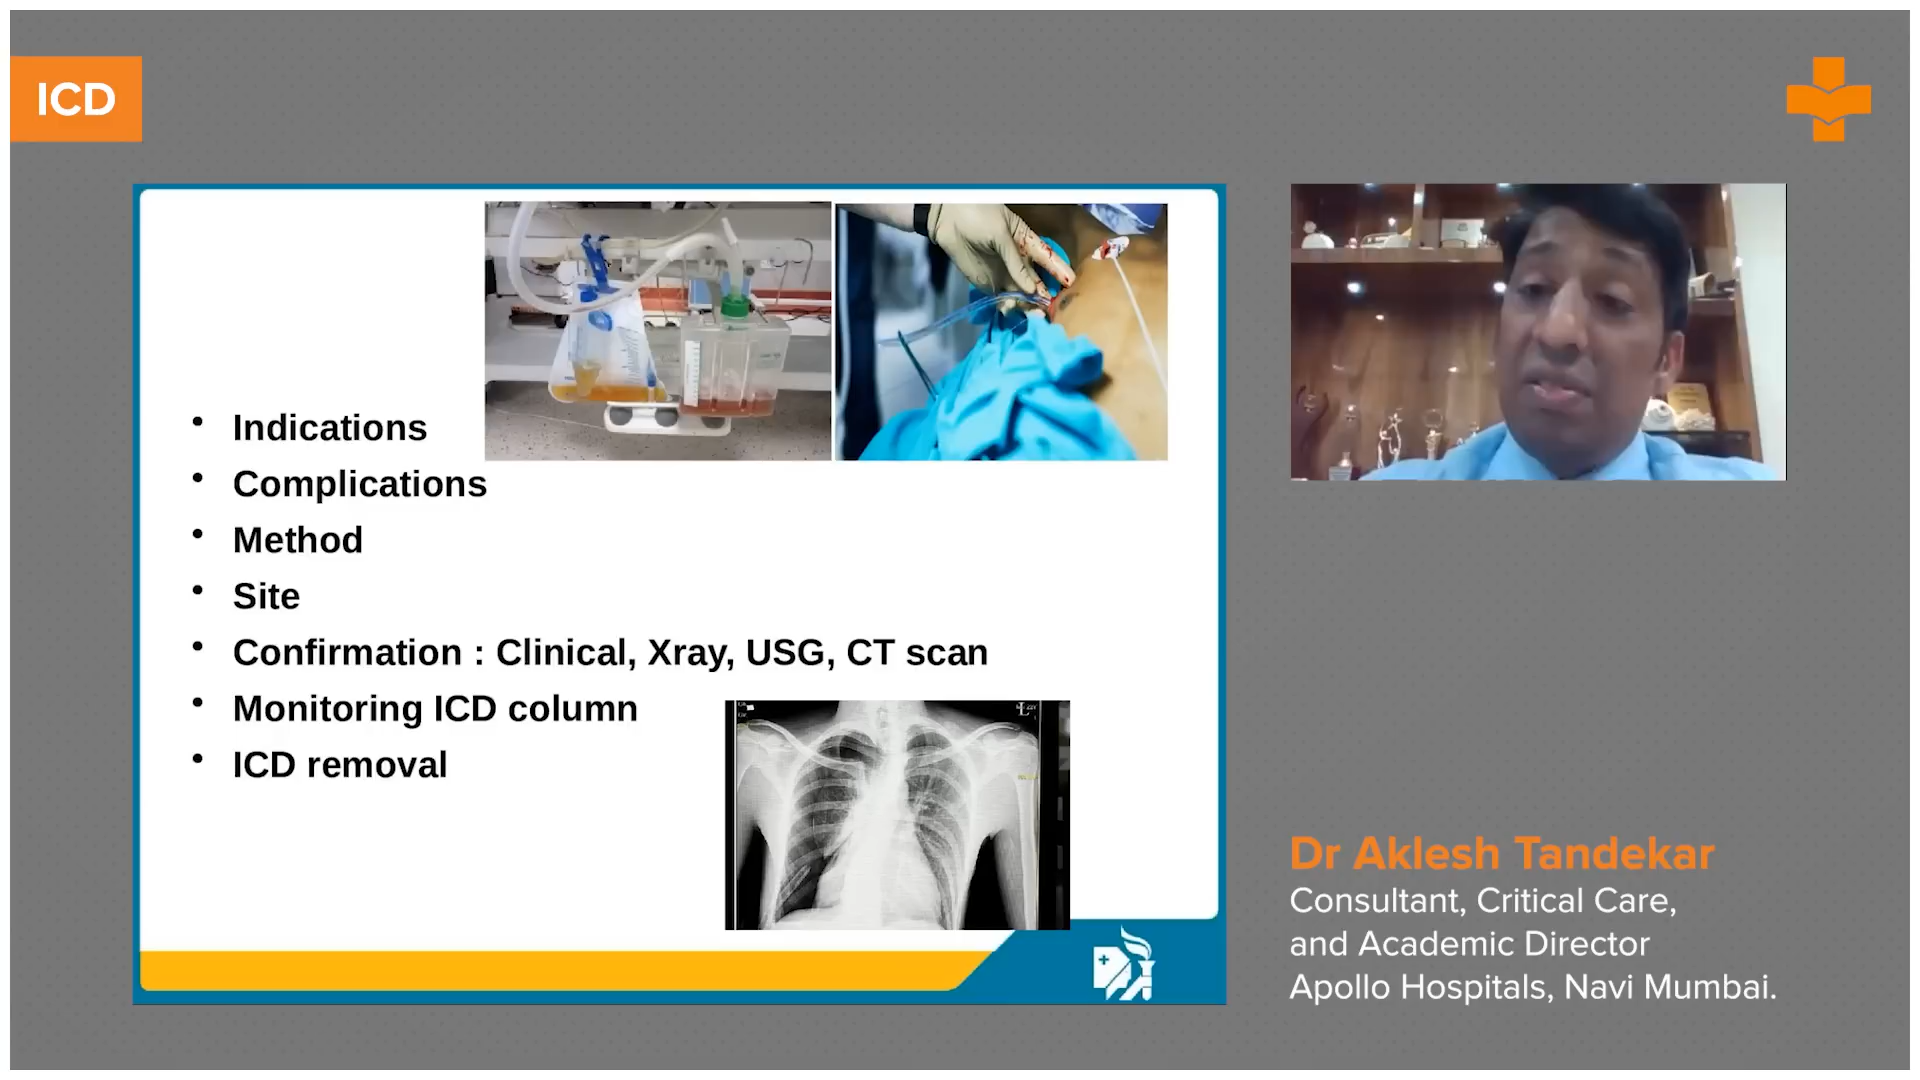 ICD
Indications
Complications
Method
Site
Confirmation : Clinical, Xray, USG, CT scan
Monitoring ICD column
ICD removal
L
Dr Aklesh Tandekar
Consultant, Critical Care,
and Academic Director
Apollo Hospitals, Navi Mumbai.